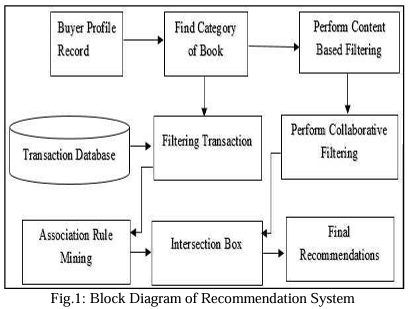 Buyer Profile
Record
Find Category
of Book
Perform Content
Based Filtering
Transaction Database
Filtering Transaction
Perform Collaborative
Filtering
Association Rule
Mining
Intersection Box
Final
Recommendations
Fig.1: Block Diagram of Recommendation System